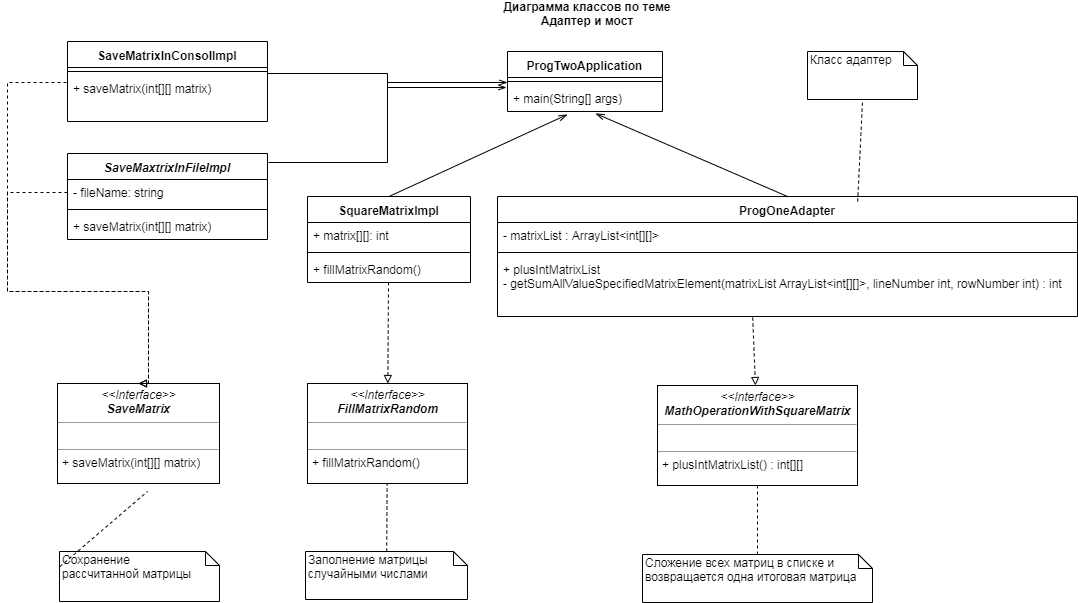 Диаграмма классов по теме
Адаптер и мост
SaveMatrixInConsolImpl
+ saveMatrix(int[][] matrix)
ProgTwoApplication
+ main(String[] args)
Класс адаптер
SaveMaxtrixInFileImpl
- fileName: string
+ saveMatrix(int[][] matrix)
SquareMatrixImpl
+ matrix[][]: int
+ fillMatrixRandom()
ProgOneAdapter
- matrixList : ArrayList<int[][]>
+ plusIntMatrixList
- getSumAllValueSpecifiedMatrixElement(matrixList ArrayList<int[][]>, lineNumber int, rowNumber int) : int
<<Interface>>
SaveMatrix
+ saveMatrix(int[][] matrix)
<<Interface>>
FillMatrixRandom
+ fillMatrixRandom()
<<Interface>>
MathOperationWithSquareMatrix
+ plusIntMatrixList() : int[][]
Сохранение
рассчитанной матрицы
Заполнение матрицы
случайными числами
Сложение всех матриц в списке и
возвращается одна итоговая матрица